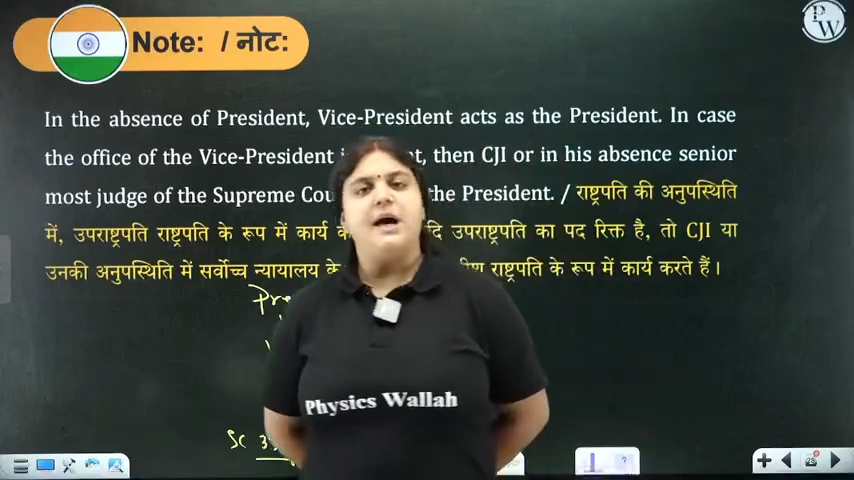 Note: / नोट:
PW
In the absence of President, Vice-President acts as the President. In case
the office of the Vice-President then CJI or in his absence senior
most judge of the Supreme the President. / राष्ट्रपति की अनुपस्थिति
में, उपराष्ट्रपति राष्ट्रपति के रूप में कार्य उपराष्ट्रपति का पद रिक्त है, तो CJI या
उनकी अनुपस्थिति में सर्वोच्च न्यायालय के राष्ट्रपति के रूप में कार्य करते हैं।
Physics Wallah
SC